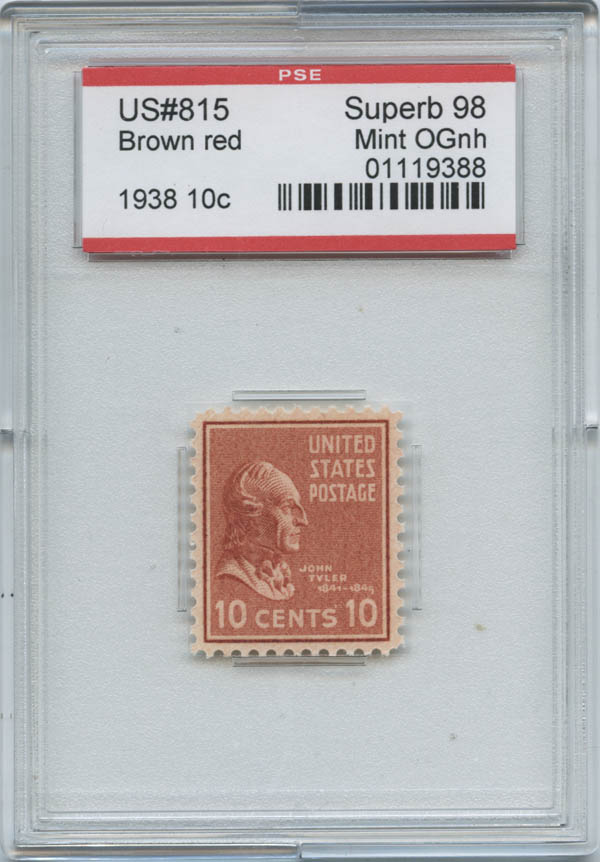 PSE
US#815 Superb 98
Brown red Mint OGnh
01119388
1938 10c
UNITED
STATES
POSTAGE
JOHN
TYLER
1841-1845
10 CENTS 10